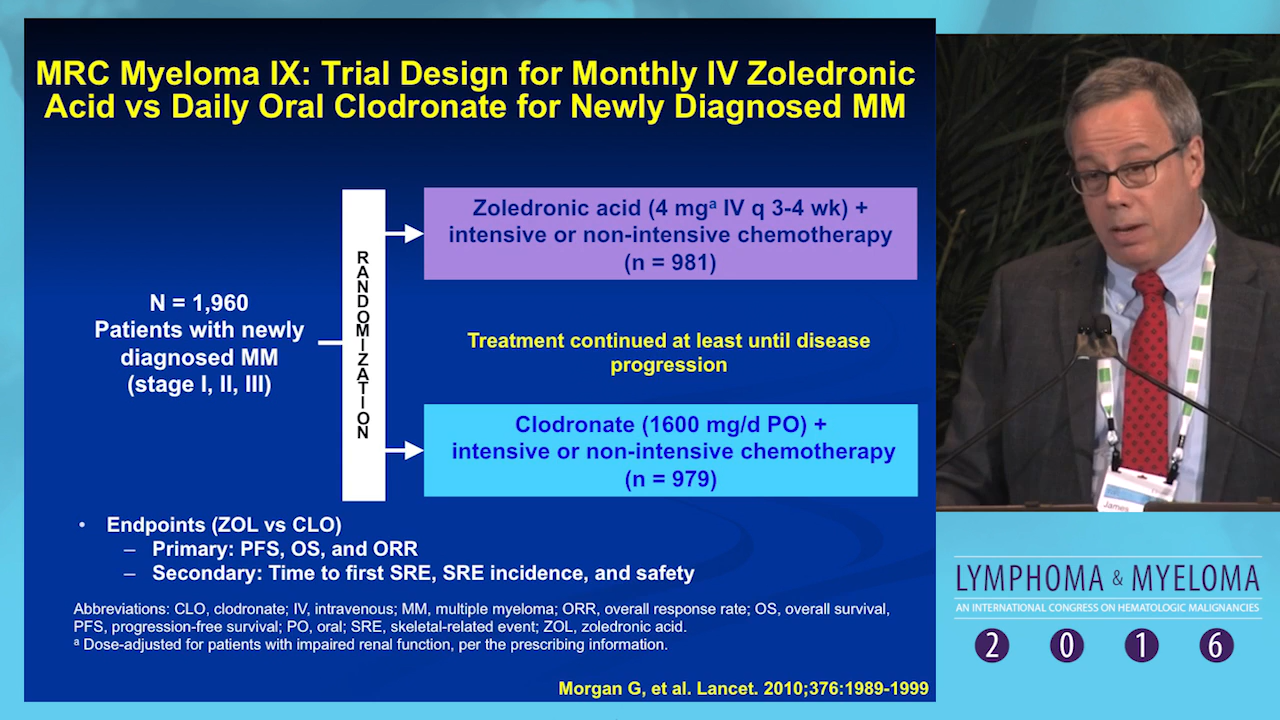 MRC Myeloma IX: Trial Design for Monthly IV Zoledronic
Acid vs Daily Oral Clodronate for Newly Diagnosed MM
N = 1,960
Patients with newly
diagnosed MM
(stage I, II, III)
RANDOMIZATION
Zoledronic acid (4 mgᵃ IV q 3-4 wk) +
intensive or non-intensive chemotherapy
(n = 981)
Treatment continued at least until disease
progression
Clodronate (1600 mg/d PO) +
intensive or non-intensive chemotherapy
(n = 979)
• Endpoints (ZOL vs CLO)
– Primary: PFS, OS, and ORR
– Secondary: Time to first SRE, SRE incidence, and safety
Abbreviations: CLO, clodronate; IV, intravenous; MM, multiple myeloma; ORR, overall response rate; OS, overall survival,
PFS, progression-free survival; PO, oral; SRE, skeletal-related event; ZOL, zoledronic acid.
ᵃ Dose-adjusted for patients with impaired renal function, per the prescribing information.
Morgan G, et al. Lancet. 2010;376:1989-1999
James
LYMPHOMA & MYELOMA
AN INTERNATIONAL CONGRESS ON HEMATOLOGIC MALIGNANCIES
2016